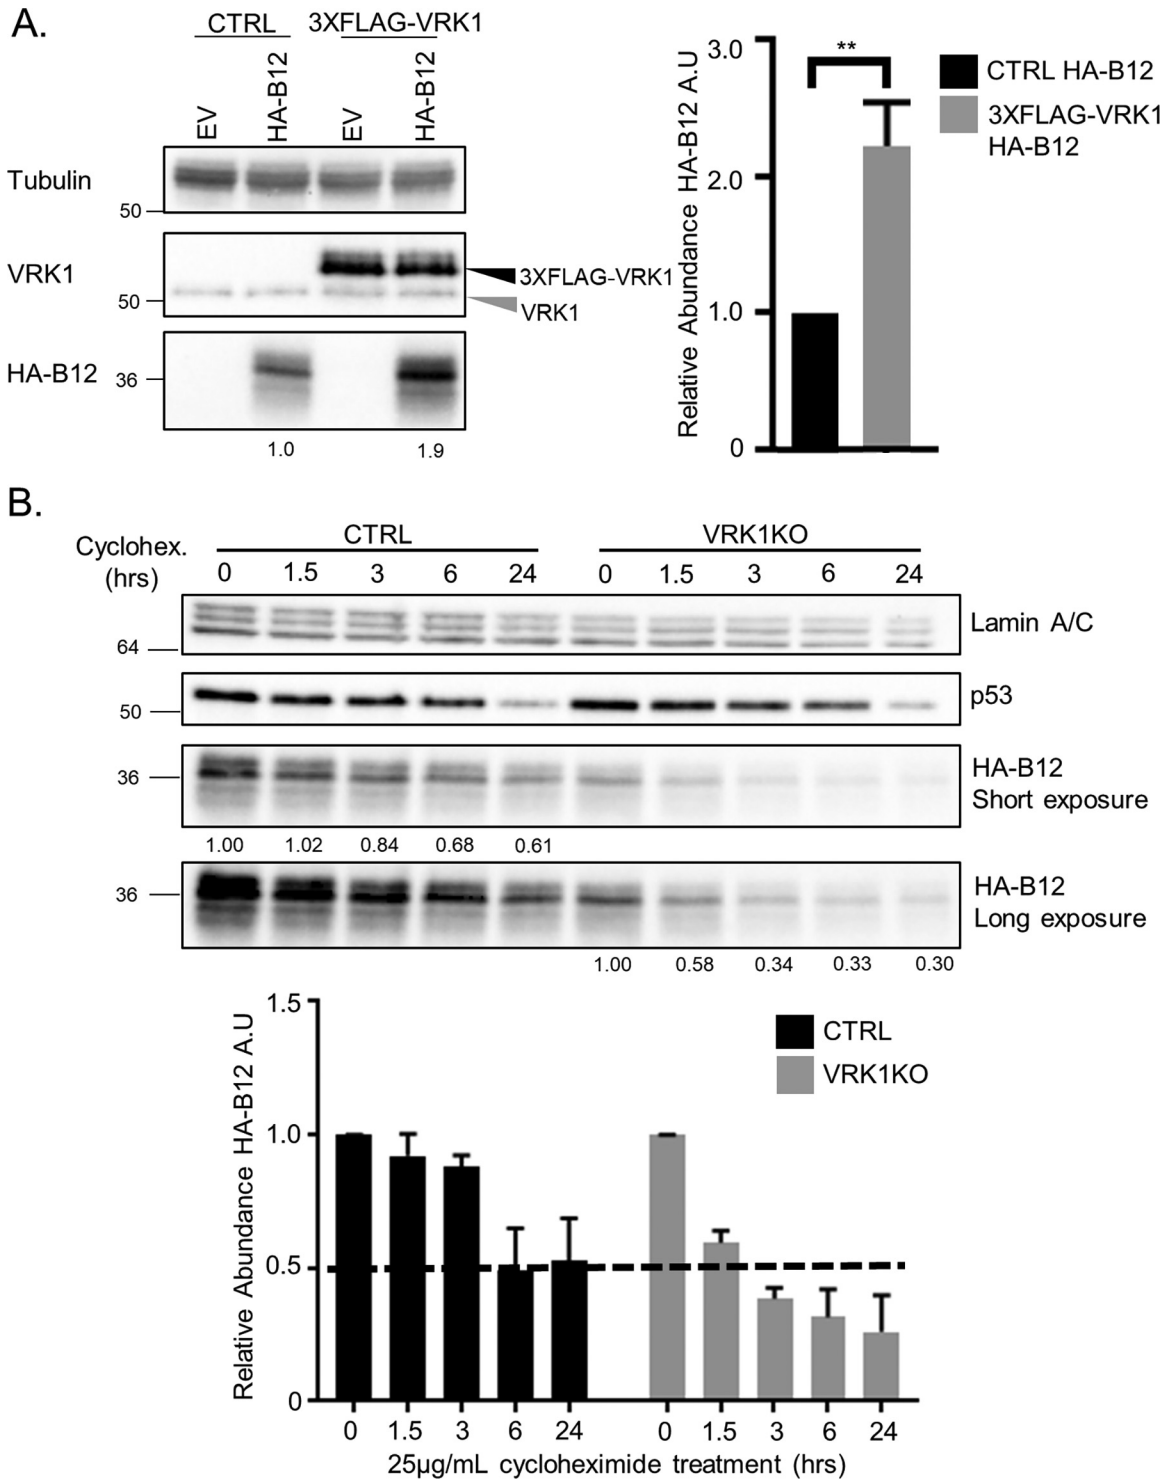 A.
CTRL 3XFLAG-VRK1
EV HA-B12 EV HA-B12
Tubulin
50
VRK1
50
3XFLAG-VRK1
VRK1
HA-B12
36
1.0 1.9
Relative Abundance HA-B12 A.U
3.0
2.0
1.0
0
**
CTRL HA-B12
3XFLAG-VRK1
HA-B12
B.
Cyclohex.
(hrs)
CTRL VRK1KO
0 1.5 3 6 24 0 1.5 3 6 24
64
Lamin A/C
50
p53
36
HA-B12
Short exposure
1.00 1.02 0.84 0.68 0.61
36
HA-B12
Long exposure
1.00 0.58 0.34 0.33 0.30
Relative Abundance HA-B12 A.U
1.5
1.0
0.5
0
CTRL
VRK1KO
0 1.5 3 6 24 0 1.5 3 6 24
25µg/mL cycloheximide treatment (hrs)